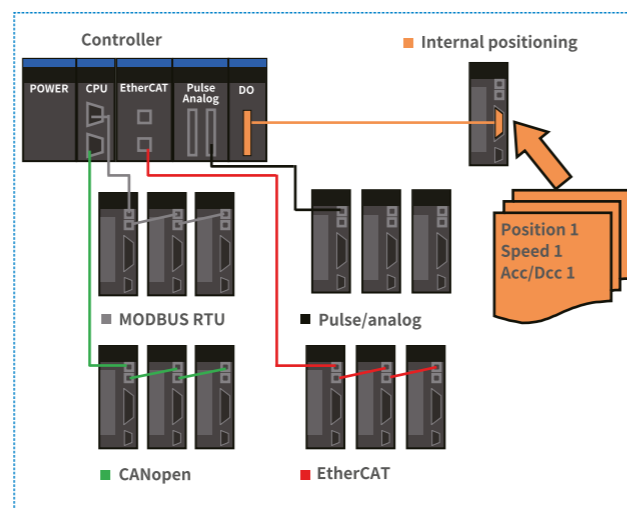 Controller
Internal positioning
POWER
CPU
EtherCAT
Pulse
Analog
DO
Position 1
Speed 1
Acc/Dcc 1
MODBUS RTU
Pulse/analog
CANopen
EtherCAT